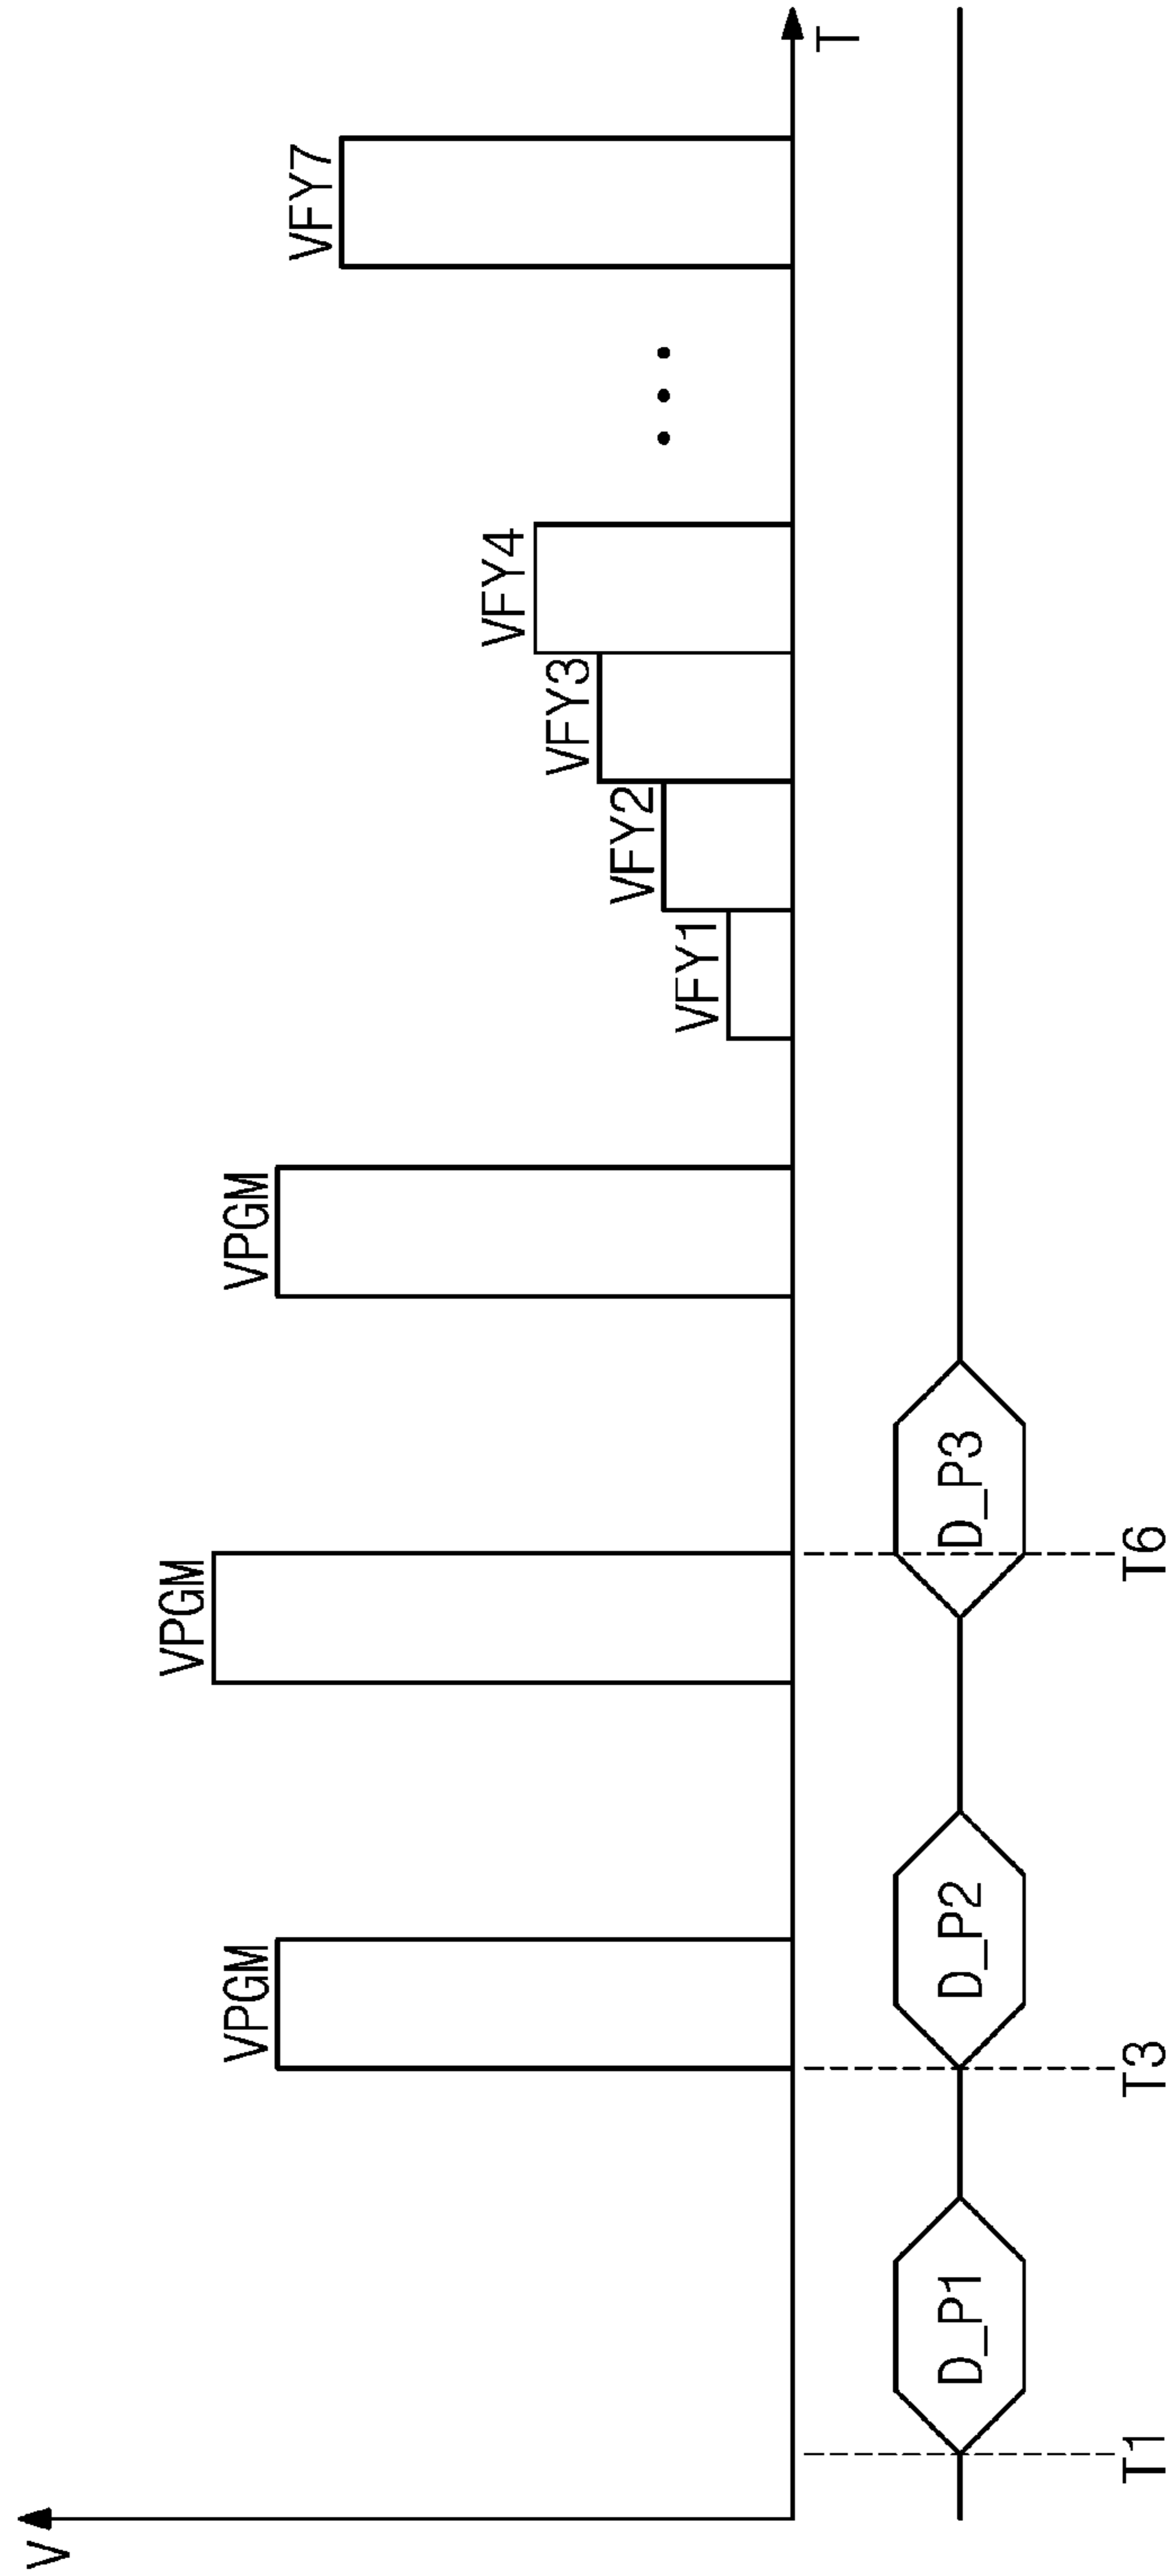 V
VPGM
VPGM
VPGM
VFY1
VFY2
VFY3
VFY4
VFY7
T
D_P1
D_P2
D_P3
T1
T3
T6